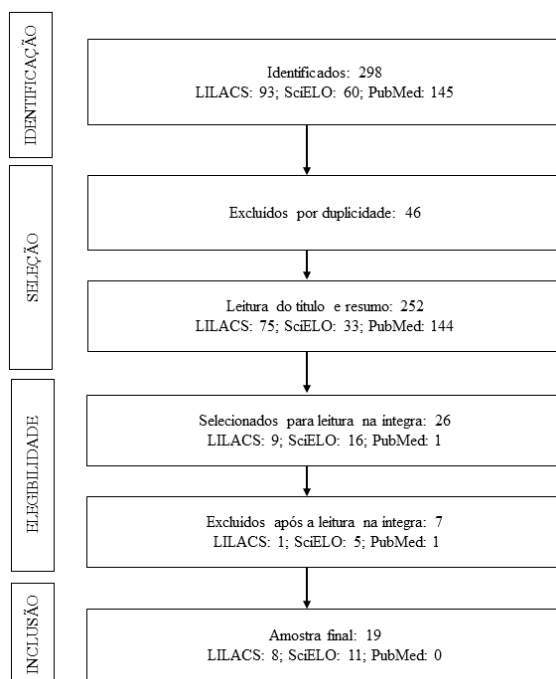 IDENTIFICAÇÃO
Identificados: 298
LILACS: 93; SciELO: 60; PubMed: 145
SELEÇÃO
Excluídos por duplicidade: 46
Leitura do título e resumo: 252
LILACS: 75; SciELO: 33; PubMed: 144
ELEGIBILIDADE
Selecionados para leitura na íntegra: 26
LILACS: 9; SciELO: 16; PubMed: 1
Excluídos após a leitura na íntegra: 7
LILACS: 1; SciELO: 5; PubMed: 1
INCLUSÃO
Amostra final: 19
LILACS: 8; SciELO: 11; PubMed: 0